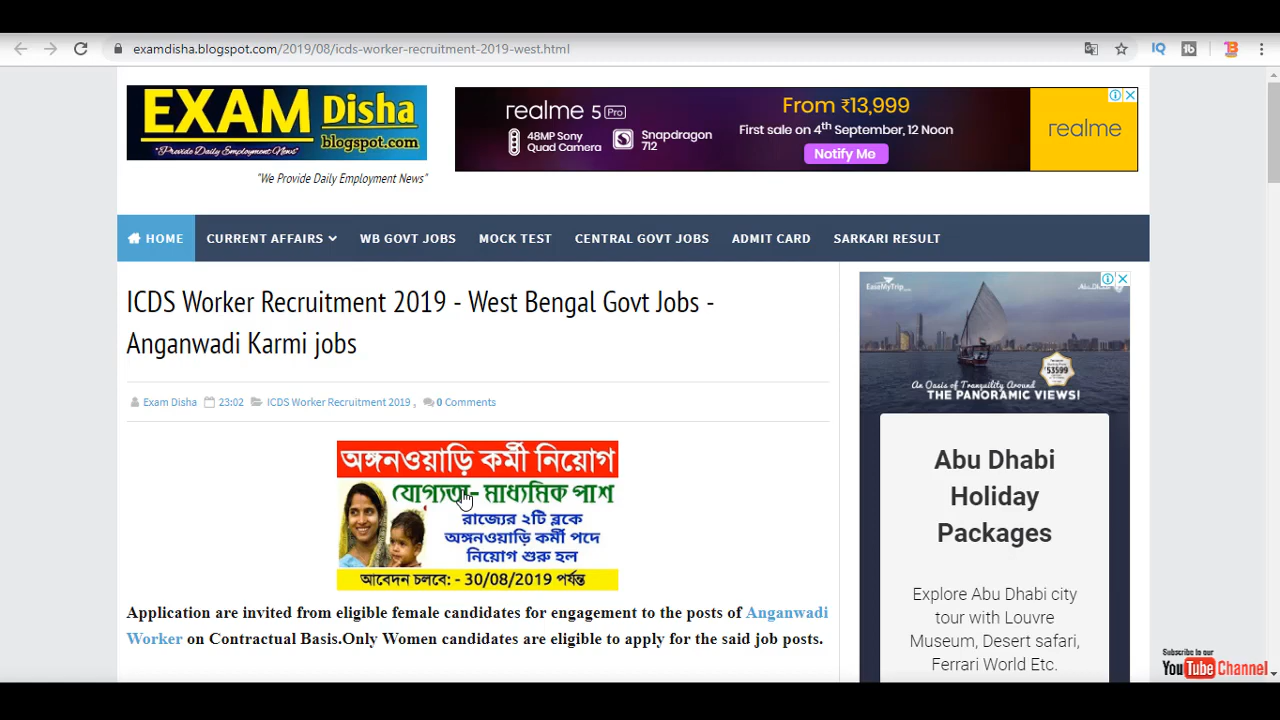 examdisha.blogspot.com/2019/08/icds-worker-recruitment-2019-west.html
EXAM Disha
blogspot.com
"Provide Daily Employment News"
"We Provide Daily Employment News"
realme 5 Pro
48MP Sony
Quad Camera
Snapdragon
712
From ₹13,999
First sale on 4th September, 12 Noon
Notify Me
realme
HOME CURRENT AFFAIRS WB GOVT JOBS MOCK TEST CENTRAL GOVT JOBS ADMIT CARD SARKARI RESULT
ICDS Worker Recruitment 2019 - West Bengal Govt Jobs -
Anganwadi Karmi jobs
Exam Disha 23:02 ICDS Worker Recruitment 2019 , 0 Comments
অঙ্গনওয়াড়ি কর্মী নিয়োগ
যোগ্যতা- মাধ্যমিক পাশ
রাজ্যের ২টি ব্লকে
অঙ্গনওয়াড়ি কর্মী পদে
নিয়োগ শুরু হল
আবেদন চলবে: - 30/08/2019 পর্যন্ত
Application are invited from eligible female candidates for engagement to the posts of Anganwadi
Worker on Contractual Basis.Only Women candidates are eligible to apply for the said job posts.
EaseMyTrip.com
Abu Dhabi
₹53599
An Oasis of Tranquility Around
THE PANORAMIC VIEWS!
Abu Dhabi
Holiday
Packages
Explore Abu Dhabi city
tour with Louvre
Museum, Desert safari,
Ferrari World Etc.
Subscribe to our
YouTube Channel